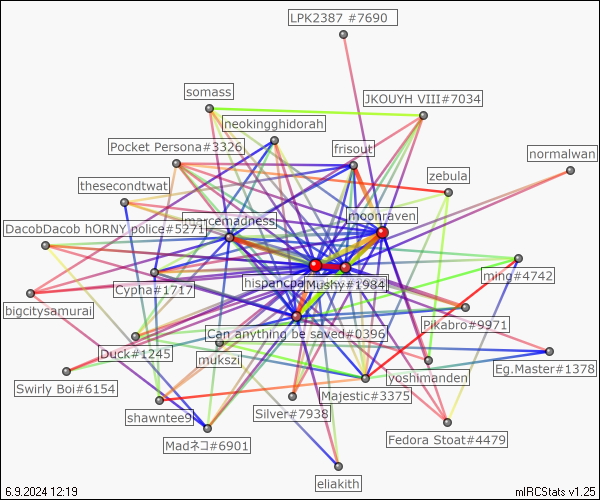 LPK2387 #7690
somass
JKOUYH VIII#7034
neokingghidorah
Pocket Persona#3326
frisout
normalwan
zebula
thesecondtwat
moonraven
DacobDacob hORNY police#5271
marcemadness
ming#4742
Cypha#1717
hispancpa
Mushy#1984
bigcitysamurai
Pikabro#9971
Can anything be saved#0396
Duck#1245
mukszi
Eg.Master#1378
yoshimanden
Swirly Boi#6154
Majestic#3375
shawntee9
Silver#7938
Fedora Stoat#4479
Madネコ#6901
eliakith
6.9.2024 12:19
mIRCStats v1.25